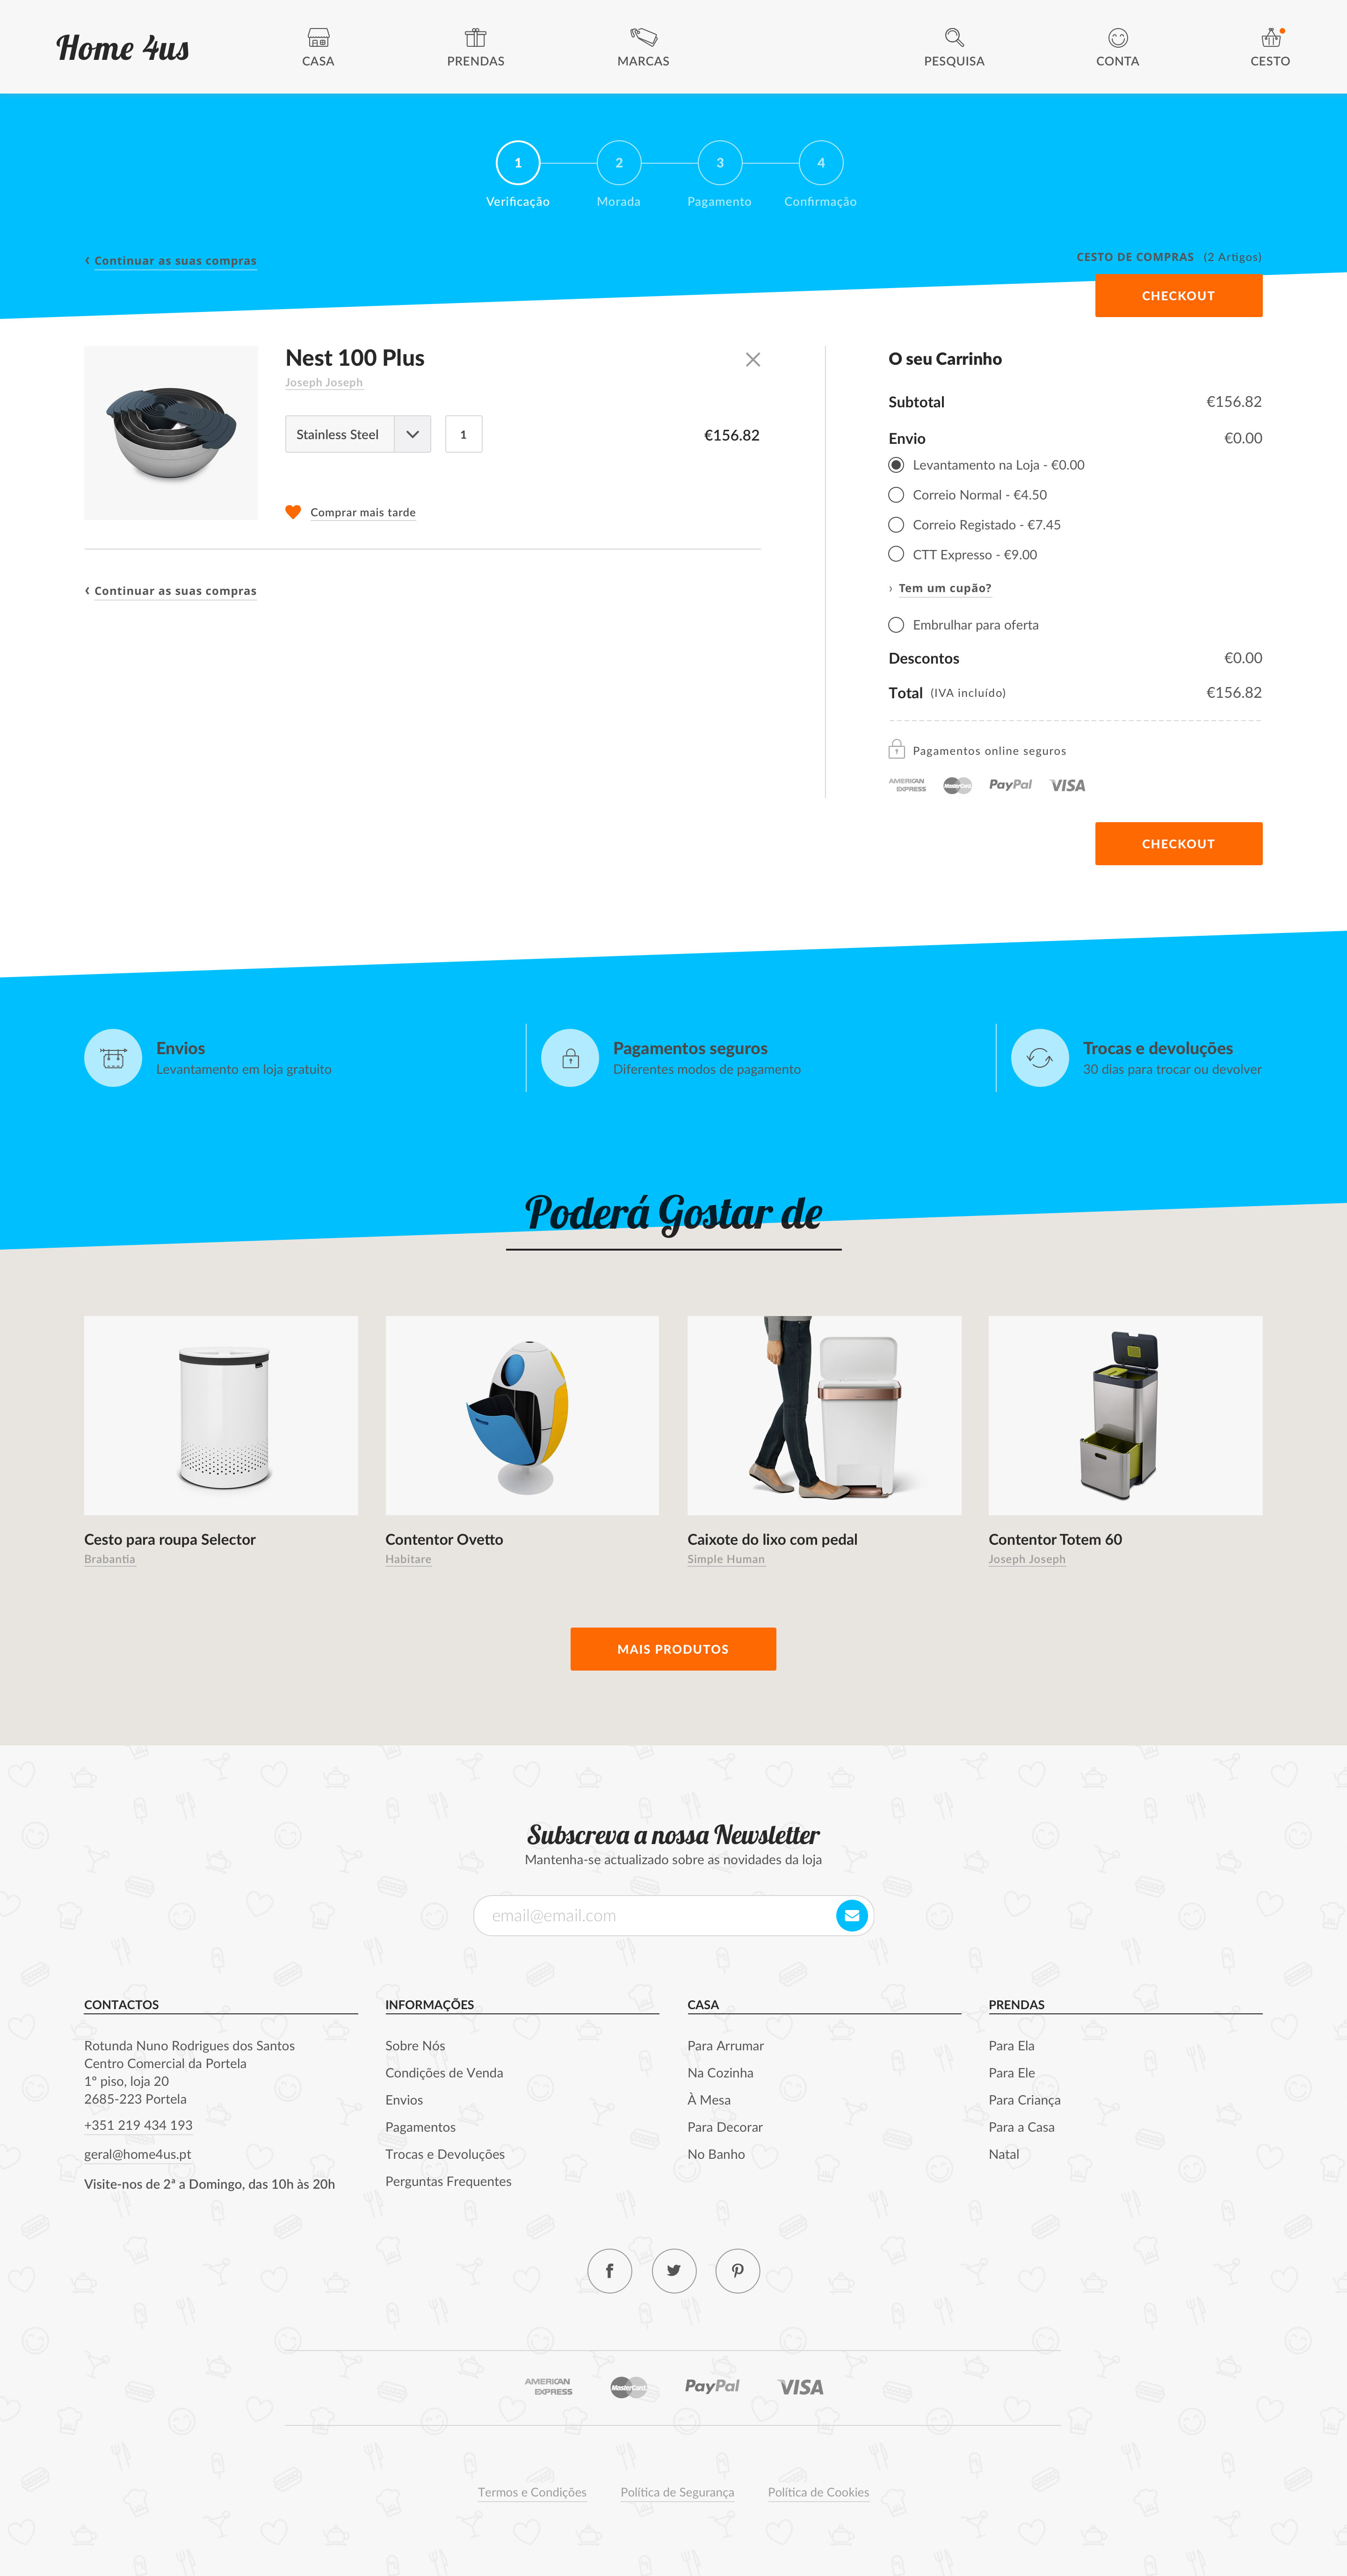 Home 4us
CASA
PRENDAS
MARCAS
PESQUISA
CONTA
CESTO
1
2
3
4
Verificação
Morada
Pagamento
Confirmação
‹ Continuar as suas compras
CESTO DE COMPRAS (2 Artigos)
CHECKOUT
Nest 100 Plus
Joseph Joseph
Stainless Steel
1
€156.82
Comprar mais tarde
‹ Continuar as suas compras
O seu Carrinho
Subtotal €156.82
Envio €0.00
Levantamento na Loja - €0.00
Correio Normal - €4.50
Correio Registado - €7.45
CTT Expresso - €9.00
› Tem um cupão?
Embrulhar para oferta
Descontos €0.00
Total (IVA incluído) €156.82
Pagamentos online seguros
AMERICAN EXPRESS
MasterCard
PayPal
VISA
CHECKOUT
Envios
Levantamento em loja gratuito
Pagamentos seguros
Diferentes modos de pagamento
Trocas e devoluções
30 dias para trocar ou devolver
Poderá Gostar de
Cesto para roupa Selector
Brabantia
Contentor Ovetto
Habitare
Caixote do lixo com pedal
Simple Human
Contentor Totem 60
Joseph Joseph
MAIS PRODUTOS
Subscreva a nossa Newsletter
Mantenha-se actualizado sobre as novidades da loja
email@email.com
CONTACTOS
Rotunda Nuno Rodrigues dos Santos
Centro Comercial da Portela
1º piso, loja 20
2685-223 Portela
+351 219 434 193
geral@home4us.pt
Visite-nos de 2ª a Domingo, das 10h às 20h
INFORMAÇÕES
Sobre Nós
Condições de Venda
Envios
Pagamentos
Trocas e Devoluções
Perguntas Frequentes
CASA
Para Arrumar
Na Cozinha
À Mesa
Para Decorar
No Banho
PRENDAS
Para Ela
Para Ele
Para Criança
Para a Casa
Natal
AMERICAN EXPRESS
MasterCard
PayPal
VISA
Termos e Condições
Política de Segurança
Política de Cookies